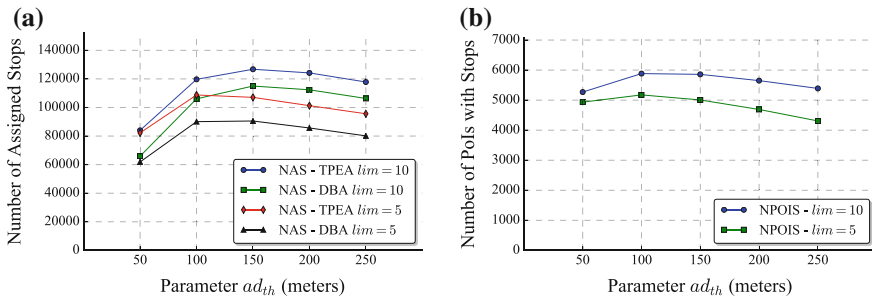 (a)
Number of Assigned Stops
140000
120000
100000
80000
60000
40000
20000
0
50 100 150 200 250
Parameter ad_th (meters)
NAS - TPEA lim = 10
NAS - DBA lim = 10
NAS - TPEA lim = 5
NAS - DBA lim = 5
(b)
Number of PoIs with Stops
7000
6000
5000
4000
3000
2000
1000
0
50 100 150 200 250
Parameter ad_th (meters)
NPOIS - lim = 10
NPOIS - lim = 5